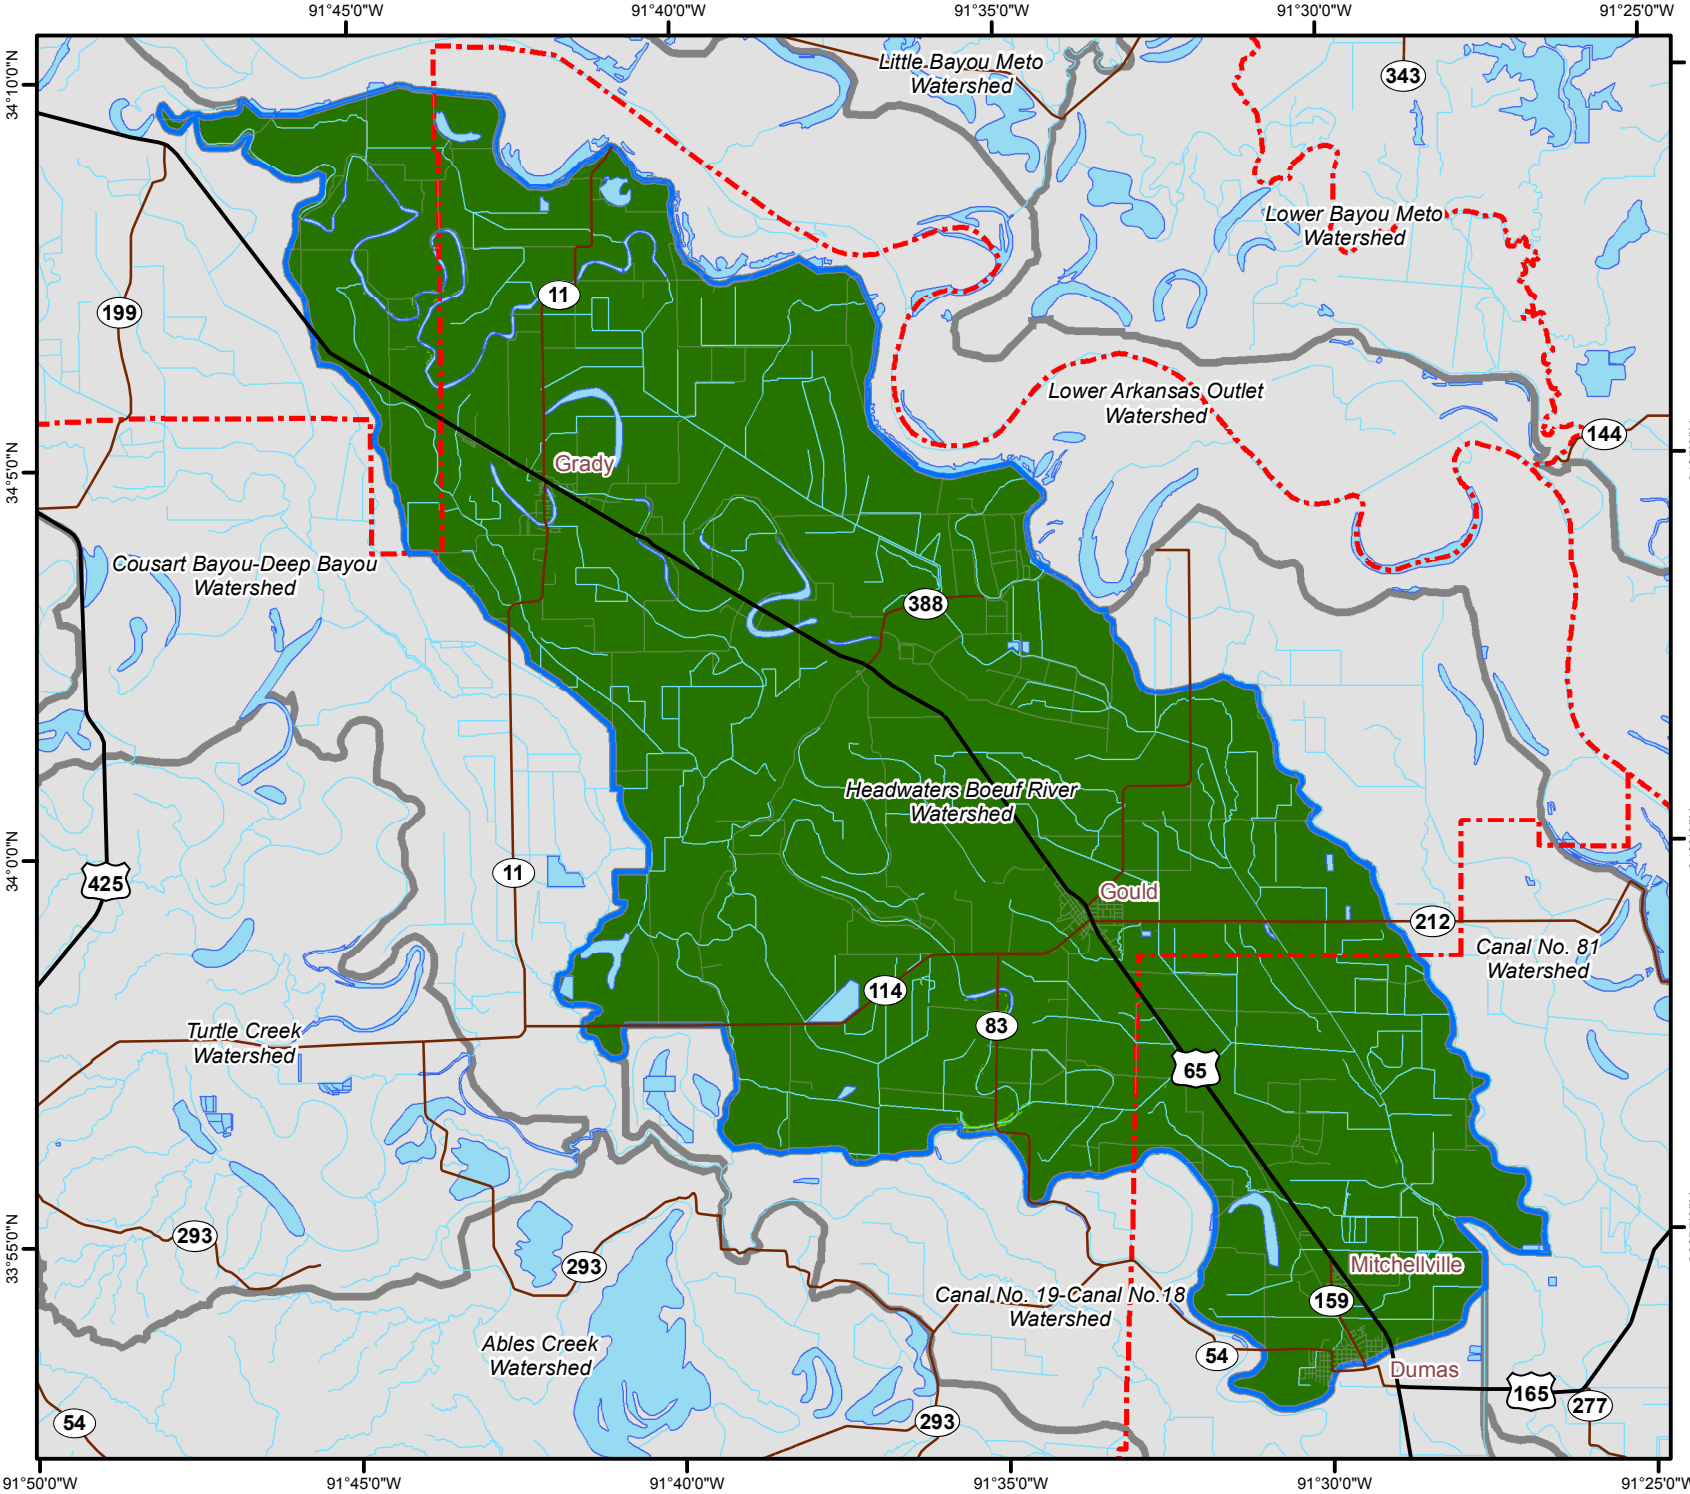 91°45'0"W
91°40'0"W
91°35'0"W
91°30'0"W
91°25'0"W
34°10'0"N
Little Bayou Meto
Watershed
343
Lower Bayou Meto
Watershed
199
11
Lower Arkansas Outlet
Watershed
144
34°5'0"N
Grady
Cousart Bayou-Deep Bayou
Watershed
388
Headwaters Boeuf River
Watershed
34°0'0"N
425
11
Gould
212
Canal No. 81
Watershed
114
83
Turtle Creek
Watershed
65
33°55'0"N
293
293
Mitchellville
Canal No. 19-Canal No.18
Watershed
159
Ables Creek
Watershed
54
Dumas
165
277
54
293
91°50'0"W
91°45'0"W
91°40'0"W
91°35'0"W
91°30'0"W
91°25'0"W